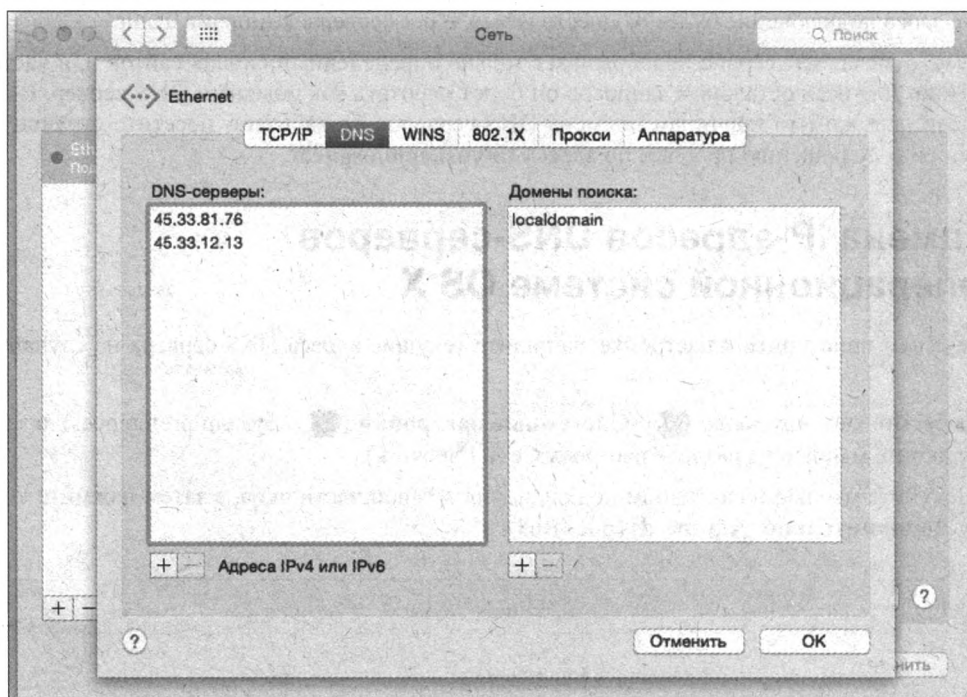 Сеть
Поиск
Ethernet
TCP/IP DNS WINS 802.1X Прокси Аппаратура
DNS-серверы:
45.33.81.76
45.33.12.13
Домены поиска:
localdomain
+ − Адреса IPv4 или IPv6
+ −
+ −
?
?
Отменить
OK